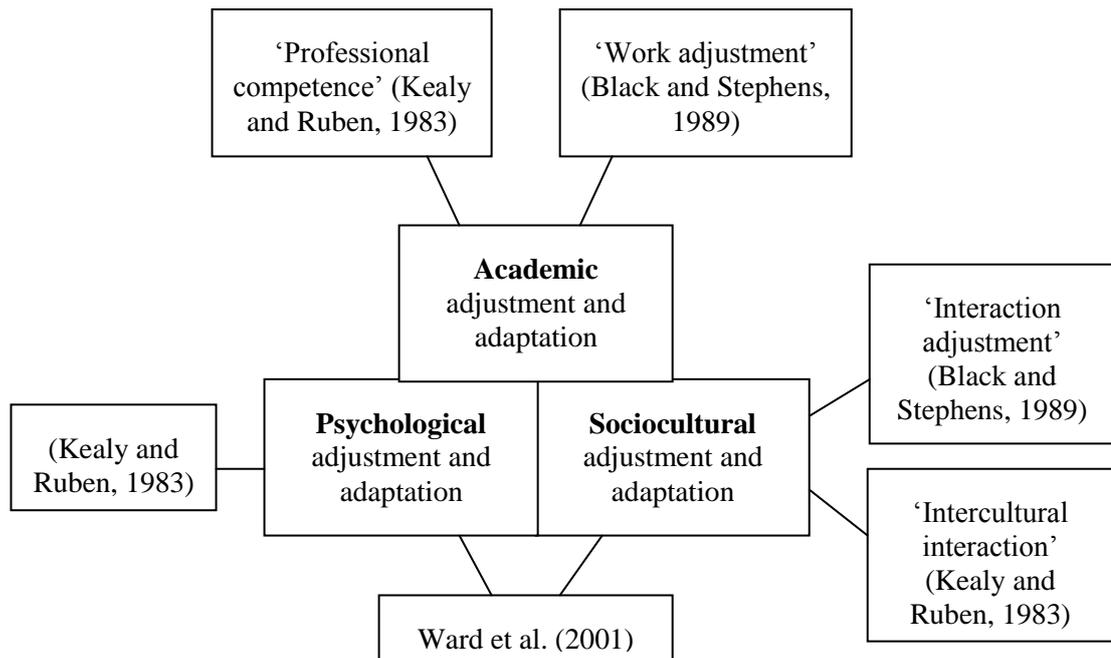 ‘Professional
competence’ (Kealy
and Ruben, 1983)
‘Work adjustment’
(Black and Stephens,
1989)
Academic
adjustment and
adaptation
‘Interaction
adjustment’
(Black and
Stephens, 1989)
(Kealy and
Ruben, 1983)
Psychological
adjustment and
adaptation
Sociocultural
adjustment and
adaptation
‘Intercultural
interaction’
(Kealy and
Ruben, 1983)
Ward et al. (2001)